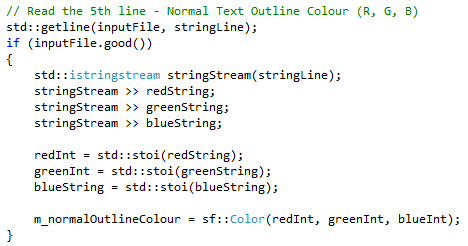 // Read the 5th line - Normal Text Outline Colour (R, G, B)
std::getline(inputFile, stringLine);
if (inputFile.good())
{
    std::istringstream stringStream(stringLine);
    stringStream >> redString;
    stringStream >> greenString;
    stringStream >> blueString;

    redInt = std::stoi(redString);
    greenInt = std::stoi(greenString);
    blueString = std::stoi(blueString);

    m_normalOutlineColour = sf::Color(redInt, greenInt, blueInt);
}